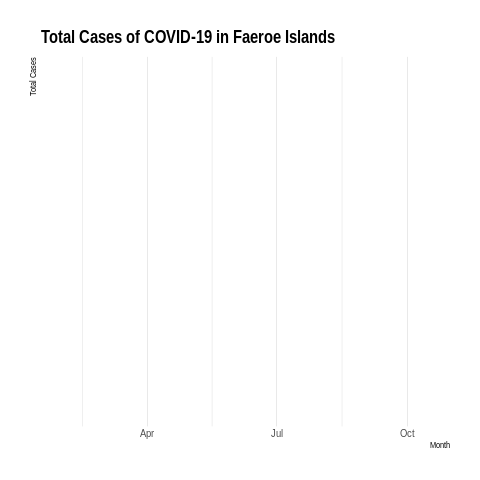 Total Cases of COVID-19 in Faeroe Islands
Total Cases
Apr Jul Oct
Month